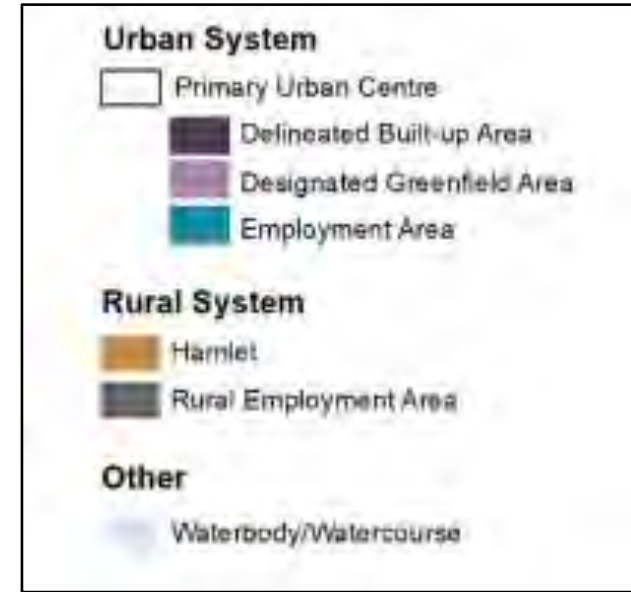 Urban System
Primary Urban Centre
Delineated Built-up Area
Designated Greenfield Area
Employment Area
Rural System
Hamlet
Rural Employment Area
Other
Waterbody/Watercourse